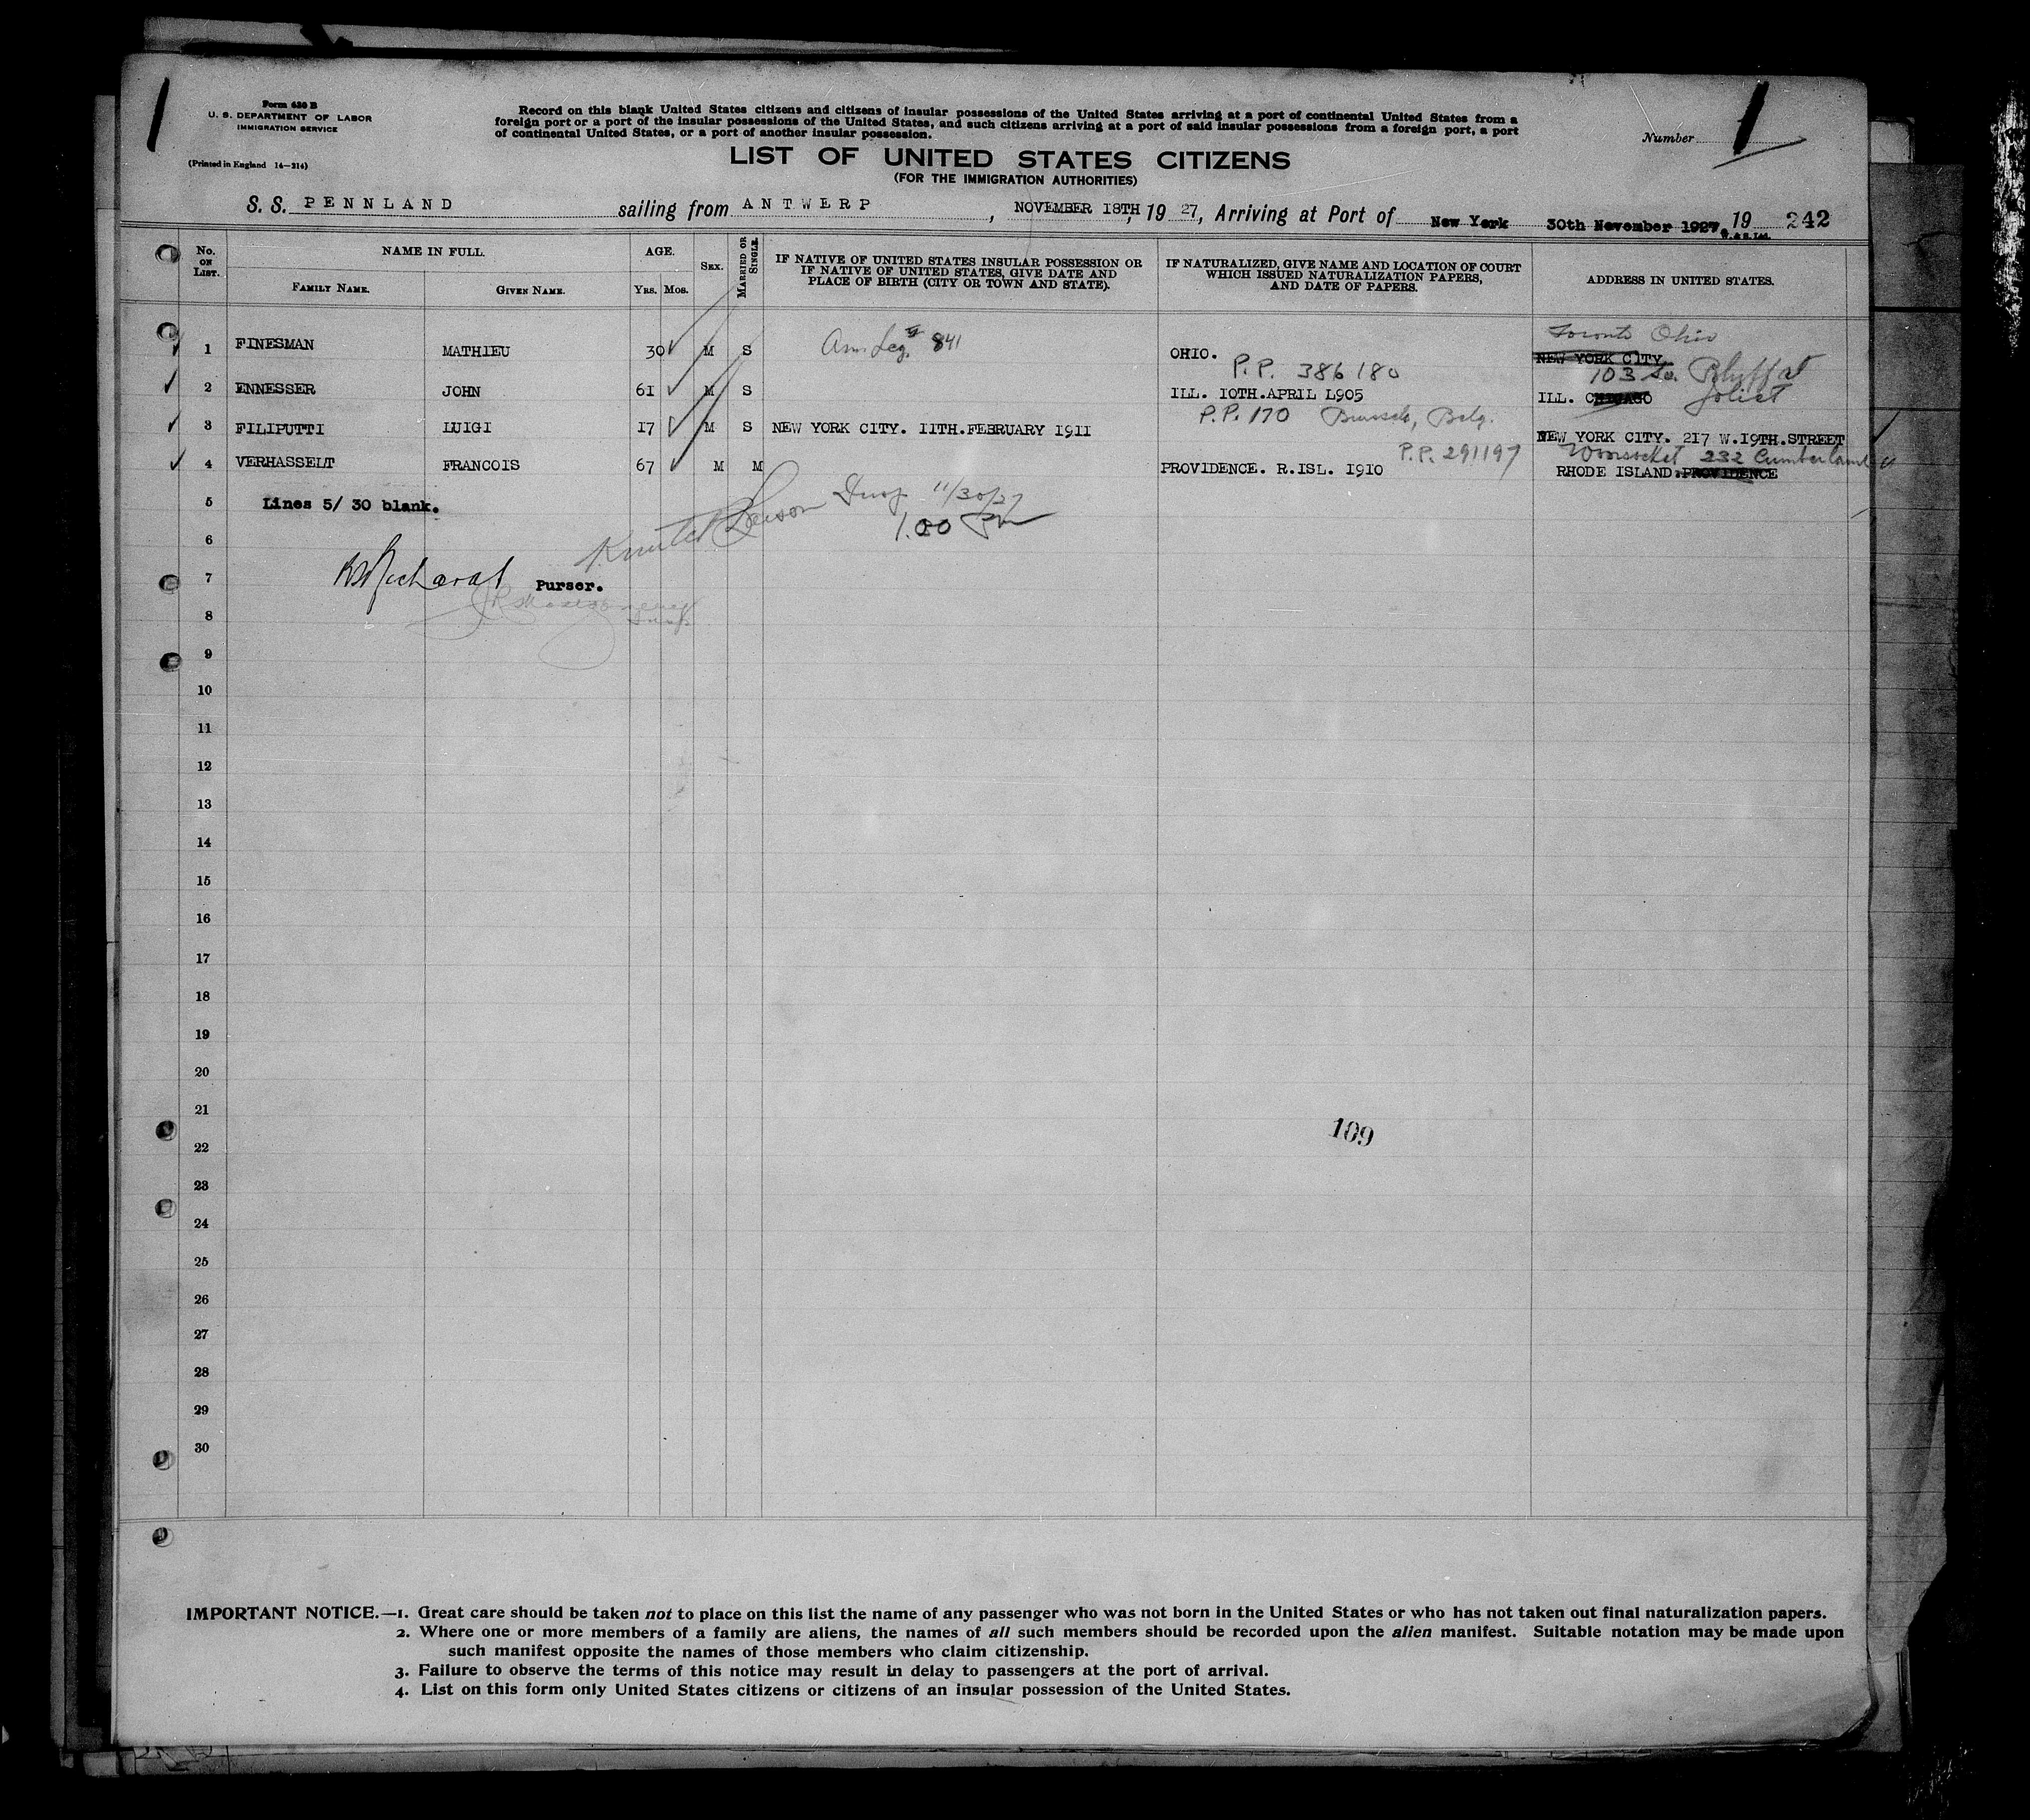 1
1
Form 630 B
U. S. DEPARTMENT OF LABOR
IMMIGRATION SERVICE
(Printed in England 14—214)
Record on this blank United States citizens and citizens of insular possessions of the United States arriving at a port of continental United States from a
foreign port or a port of the insular possessions of the United States, and such citizens arriving at a port of said insular possessions from a foreign port, a port
of continental United States, or a port of another insular possession.
Number
LIST OF UNITED STATES CITIZENS
(FOR THE IMMIGRATION AUTHORITIES)
S. S. PENNLAND sailing from ANTWERP, NOVEMBER 18TH, 19 27, Arriving at Port of New York 30th November 1927, 19 242
No. ON LIST. NAME IN FULL. FAMILY NAME. GIVEN NAME. AGE. YRS. MOS. SEX. MARRIED OR SINGLE. IF NATIVE OF UNITED STATES INSULAR POSSESSION OR IF NATIVE OF UNITED STATES, GIVE DATE AND PLACE OF BIRTH (CITY OR TOWN AND STATE). IF NATURALIZED, GIVE NAME AND LOCATION OF COURT WHICH ISSUED NATURALIZATION PAPERS, AND DATE OF PAPERS. ADDRESS IN UNITED STATES.
Toronto Ohio
1 FINESMAN MATHIEU 30 M S Am. Leg. # 841 OHIO. NEW YORK CITY.
P.P. 386180 103 So. Bluff st
2 ENNESSER JOHN 61 M S ILL. 10TH.APRIL L905 ILL. CHICAGO Joliet
P.P. 170 Brussels, Belg.
3 FILIPUTTI LUIGI 17 M S NEW YORK CITY. 11TH.FEBRUARY 1911 NEW YORK CITY. 217 W.19TH.STREET
P.P. 291197 Woonsocket 232 Cumberland
4 VERHASSELT FRANCOIS 67 M M PROVIDENCE. R.ISL. 1910 RHODE ISLAND.PROVIDENCE
5 Lines 5/ 30 blank. Insp 11/30/27
6 1.00 Pm
7 Purser.
8
9
10
11
12
13
14
15
16
17
18
19
20
21
109
22
23
24
25
26
27
28
29
30
IMPORTANT NOTICE.—1. Great care should be taken not to place on this list the name of any passenger who was not born in the United States or who has not taken out final naturalization papers.
2. Where one or more members of a family are aliens, the names of all such members should be recorded upon the alien manifest. Suitable notation may be made upon
such manifest opposite the names of those members who claim citizenship.
3. Failure to observe the terms of this notice may result in delay to passengers at the port of arrival.
4. List on this form only United States citizens or citizens of an insular possession of the United States.